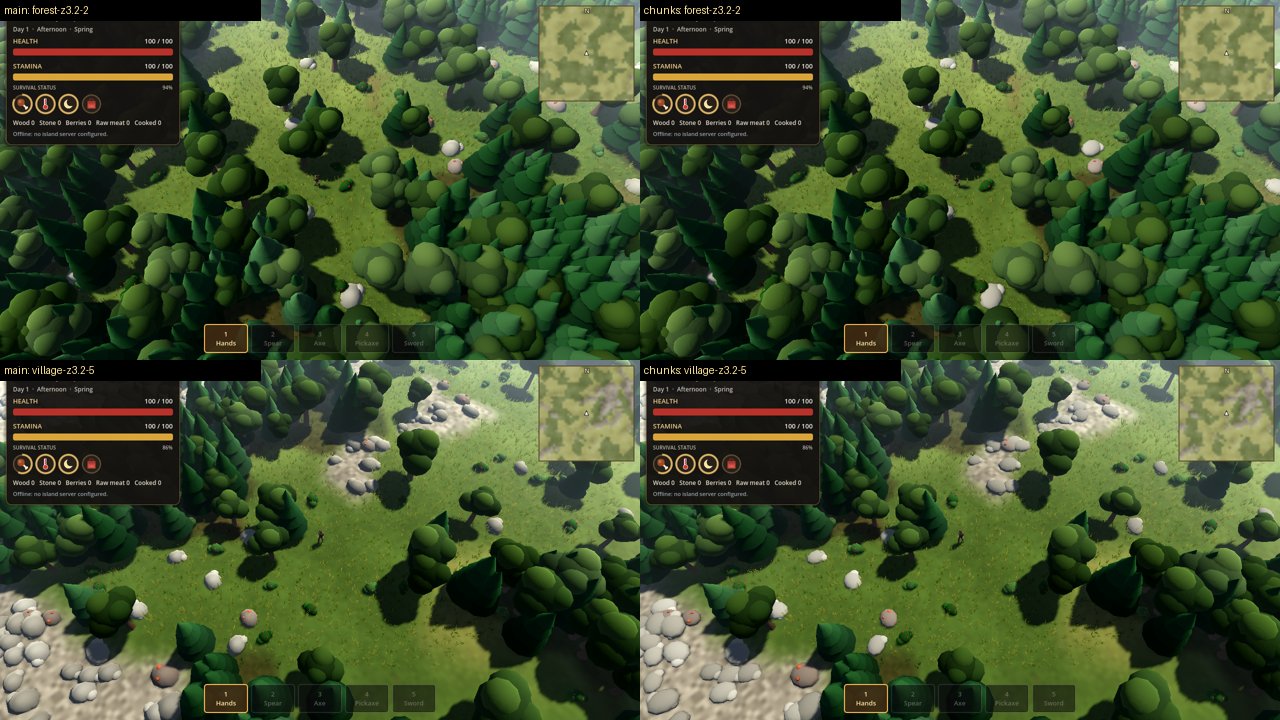 main: forest-z3.2-2
Day 1 · Afternoon · Spring
HEALTH 100 / 100
STAMINA 100 / 100
SURVIVAL STATUS 94%
Wood 0 Stone 0 Berries 0 Raw meat 0 Cooked 0
Offline: no island server configured.
N
1 2 3 4 5
Hands Spear Axe Pickaxe Sword
chunks: forest-z3.2-2
Day 1 · Afternoon · Spring
HEALTH 100 / 100
STAMINA 100 / 100
SURVIVAL STATUS 94%
Wood 0 Stone 0 Berries 0 Raw meat 0 Cooked 0
Offline: no island server configured.
N
1 2 3 4 5
Hands Spear Axe Pickaxe Sword
main: village-z3.2-5
Day 1 · Afternoon · Spring
HEALTH 100 / 100
STAMINA 100 / 100
SURVIVAL STATUS 86%
Wood 0 Stone 0 Berries 0 Raw meat 0 Cooked 0
Offline: no island server configured.
N
1 2 3 4 5
Hands Spear Axe Pickaxe Sword
chunks: village-z3.2-5
Day 1 · Afternoon · Spring
HEALTH 100 / 100
STAMINA 100 / 100
SURVIVAL STATUS 86%
Wood 0 Stone 0 Berries 0 Raw meat 0 Cooked 0
Offline: no island server configured.
N
1 2 3 4 5
Hands Spear Axe Pickaxe Sword